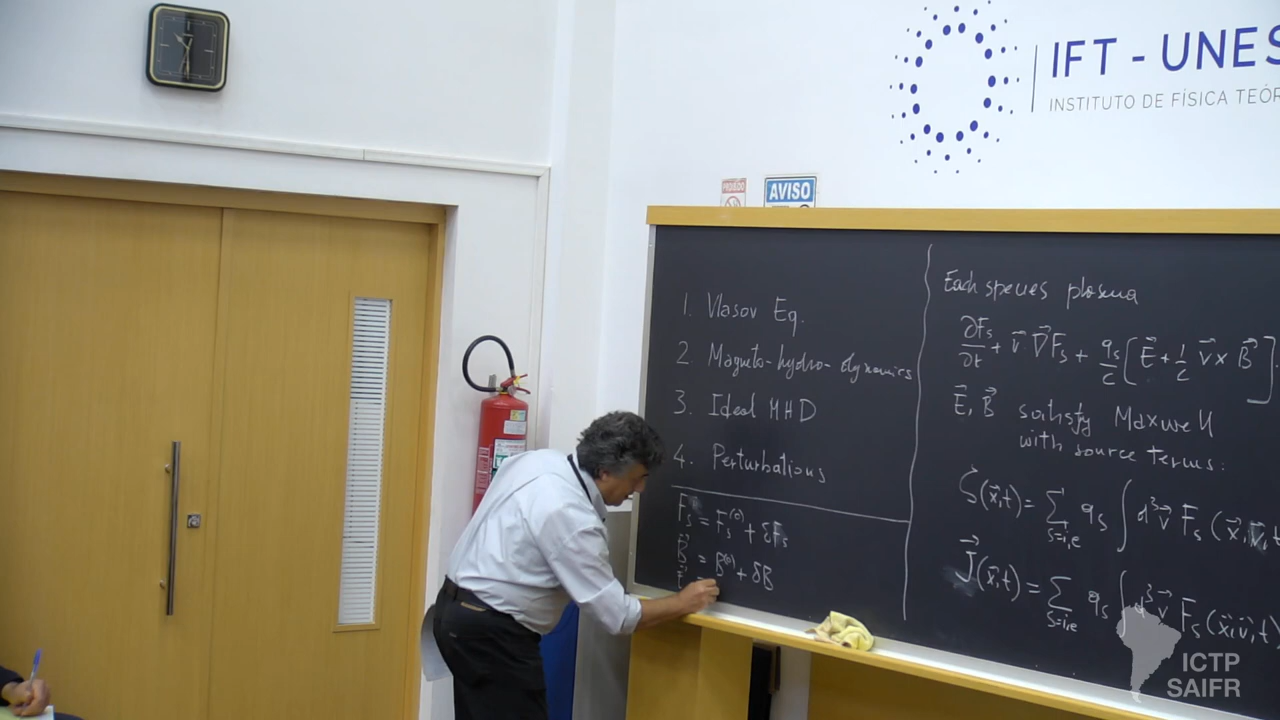 IFT - UNES
INSTITUTO DE FÍSICA TEÓR
PROIBIDO
AVISO
1. Vlasov Eq.
2 Magneto-hydro-dynamics
3. Ideal MHD
4. Perturbations
F_s = F_s^(0) + δF_s
B⃗ = B^(0) + δB
Each species plasma
∂F_s/∂t + v⃗ ∇⃗F_s + q_s/c [E⃗ + 1/c v⃗ × B⃗].
E⃗, B⃗ satisfy Maxwell
with source terms:
ζ(x⃗,t) = Σ_{s=i,e} q_s ∫ d³v⃗ F_s (x⃗,v⃗,t
J⃗(x⃗,t) = Σ_{s=i,e} q_s ∫ d³v⃗ F_s (x⃗,v⃗,t)
ICTP
SAIFR